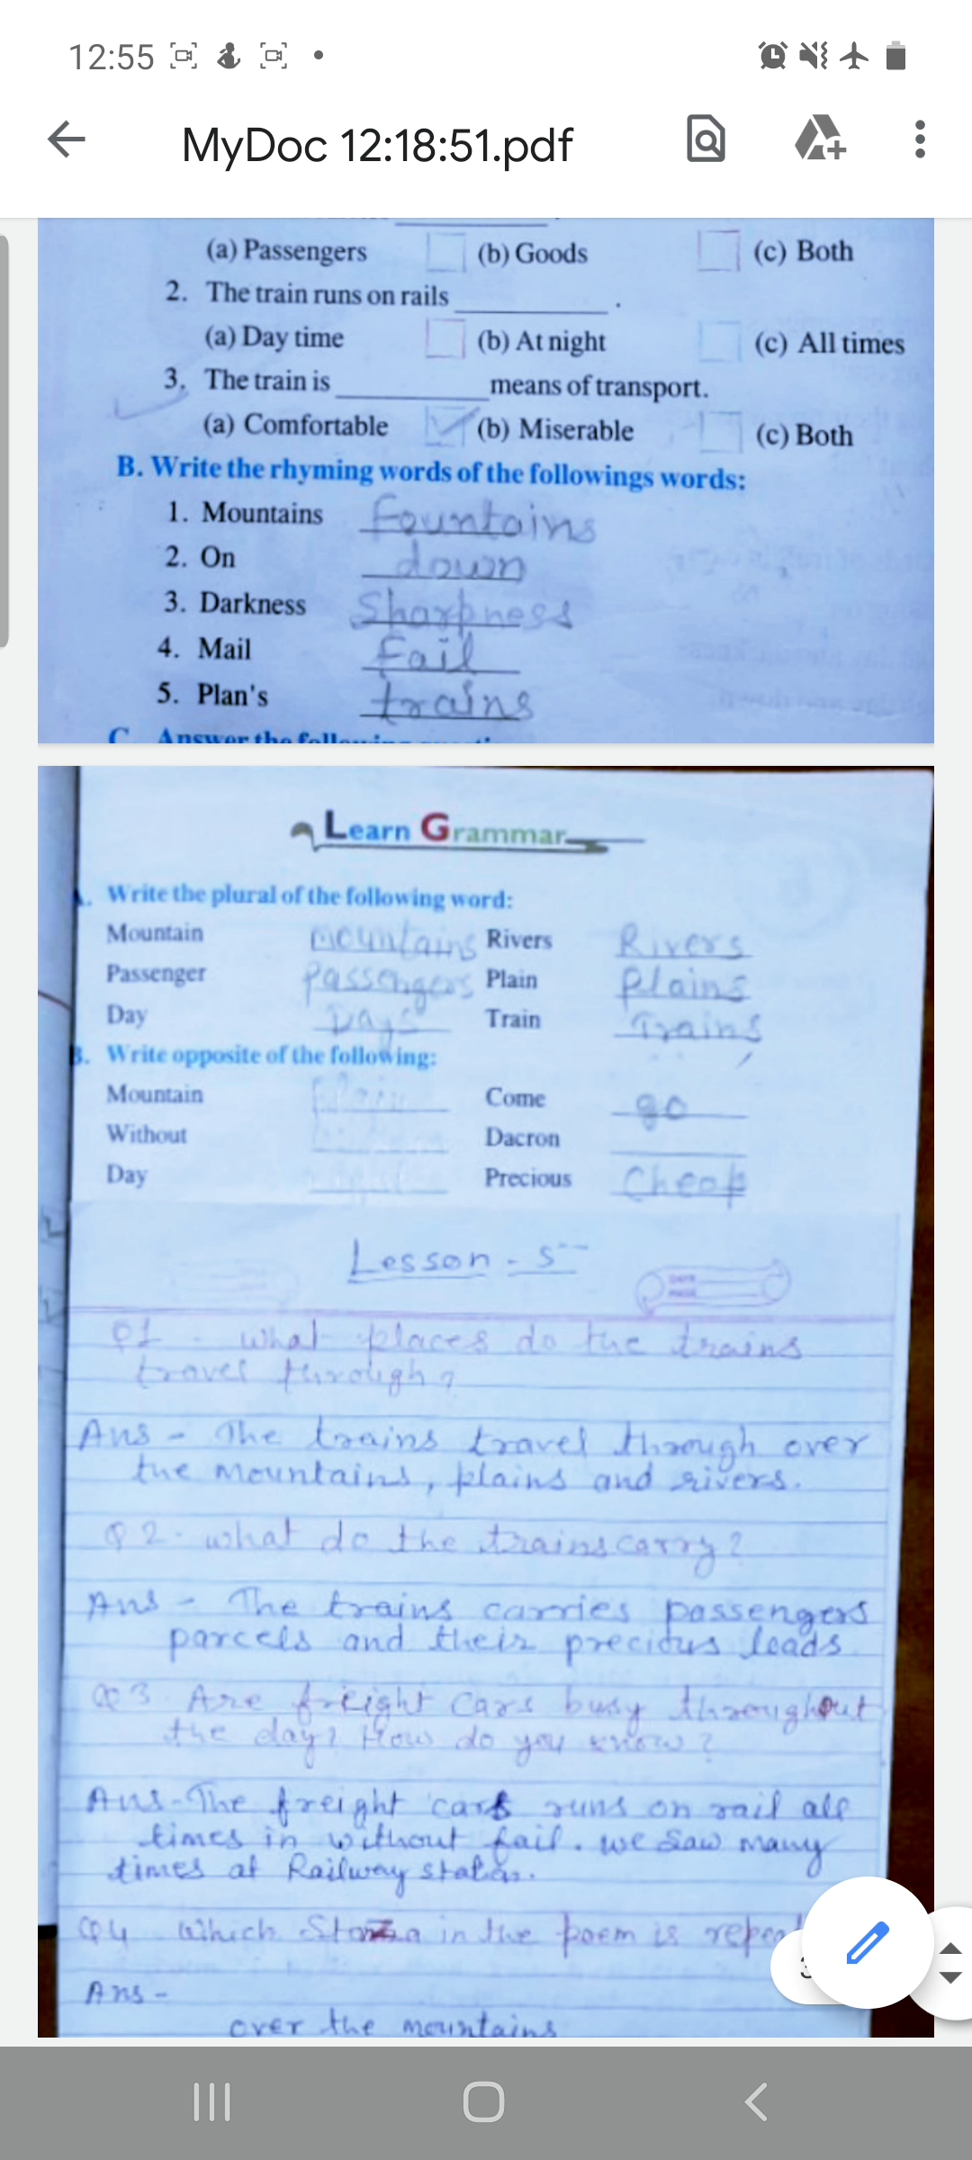 12:55
MyDoc 12:18:51.pdf
(a) Passengers (b) Goods (c) Both
2. The train runs on rails ________ .
(a) Day time (b) At night (c) All times
3. The train is ________ means of transport.
(a) Comfortable (b) Miserable (c) Both
B. Write the rhyming words of the followings words:
1. Mountains Fountains
2. On down
3. Darkness Sharpness
4. Mail Fail
5. Plan's trains
C. Answer the following
Learn Grammar
Write the plural of the following word:
Mountain mountains Rivers Rivers
Passenger Passengers Plain Plains
Day Days Train Trains
B. Write opposite of the following:
Mountain Plain Come go
Without Dacron
Day Precious Cheap
Lesson - 5
Q1 - what places do the trains
travel through?
Ans - The trains travel through over
the mountains, plains and rivers.
Q 2. what do the trains carry?
Ans - The trains carries passengers
parcels and their precious loads
Q3 Are freight cars busy throughout
the day? How do you know?
Ans - The freight cars runs on rail all
times in without fail. we saw many
times at Railway
Q4 Which in the poem is
Ans -
over the mountains